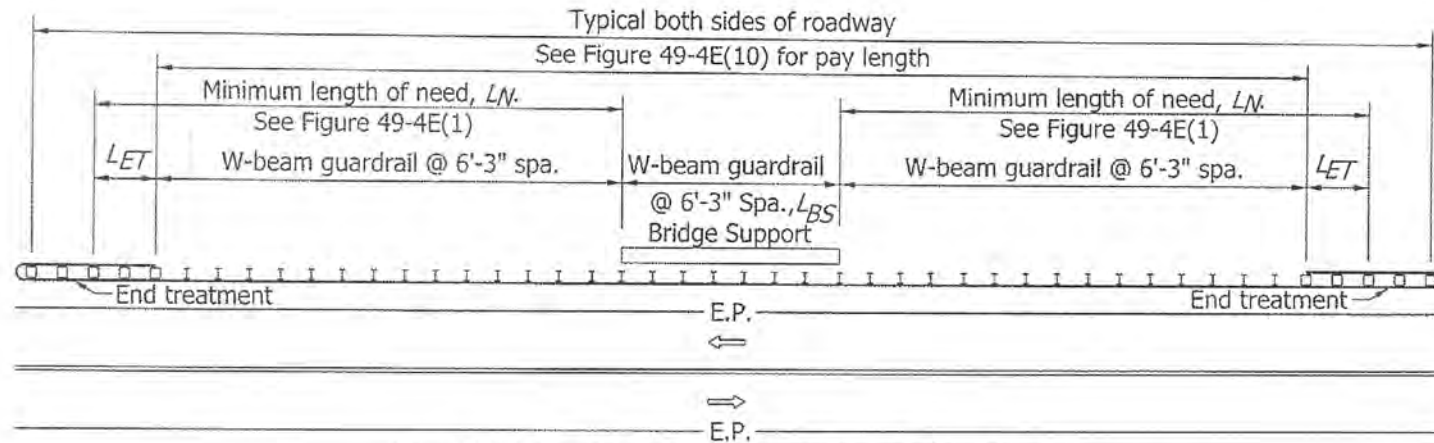 Typical both sides of roadway
See Figure 49-4E(10) for pay length
Minimum length of need, LN.
See Figure 49-4E(1)
Minimum length of need, LN.
See Figure 49-4E(1)
LET
W-beam guardrail @ 6'-3" spa.
W-beam guardrail
@ 6'-3" Spa., LBS
Bridge Support
W-beam guardrail @ 6'-3" spa.
LET
End treatment
End treatment
E.P.
E.P.